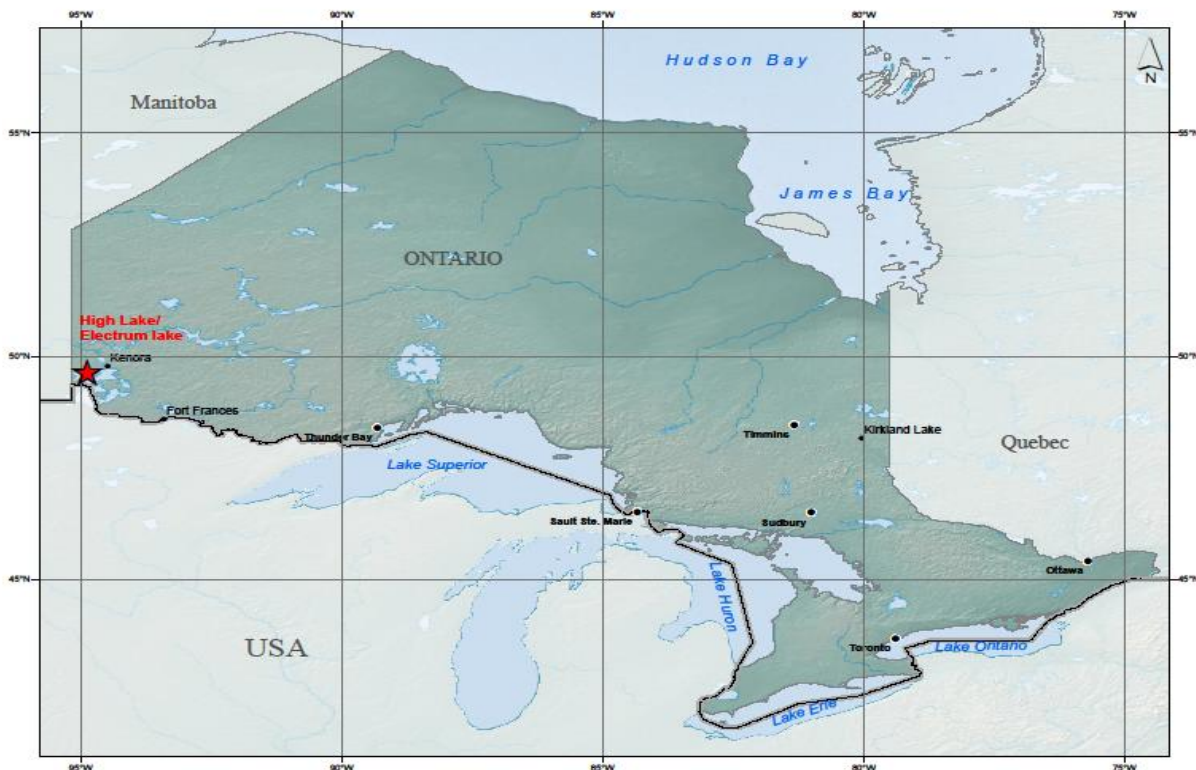 95°W 90°W 85°W 80°W 75°W
Hudson Bay
N
Manitoba
55°N 55°N
James Bay
ONTARIO
High Lake/
Electrum lake
50°N 50°N
Kenora
Fort Frances
Thunder Bay
Timmins
Kirkland Lake
Quebec
Lake Superior
Sault Ste. Marie
Sudbury
Ottawa
45°N 45°N
Lake Huron
USA
Toronto
Lake Ontario
Lake Erie
95°W 90°W 85°W 80°W 75°W